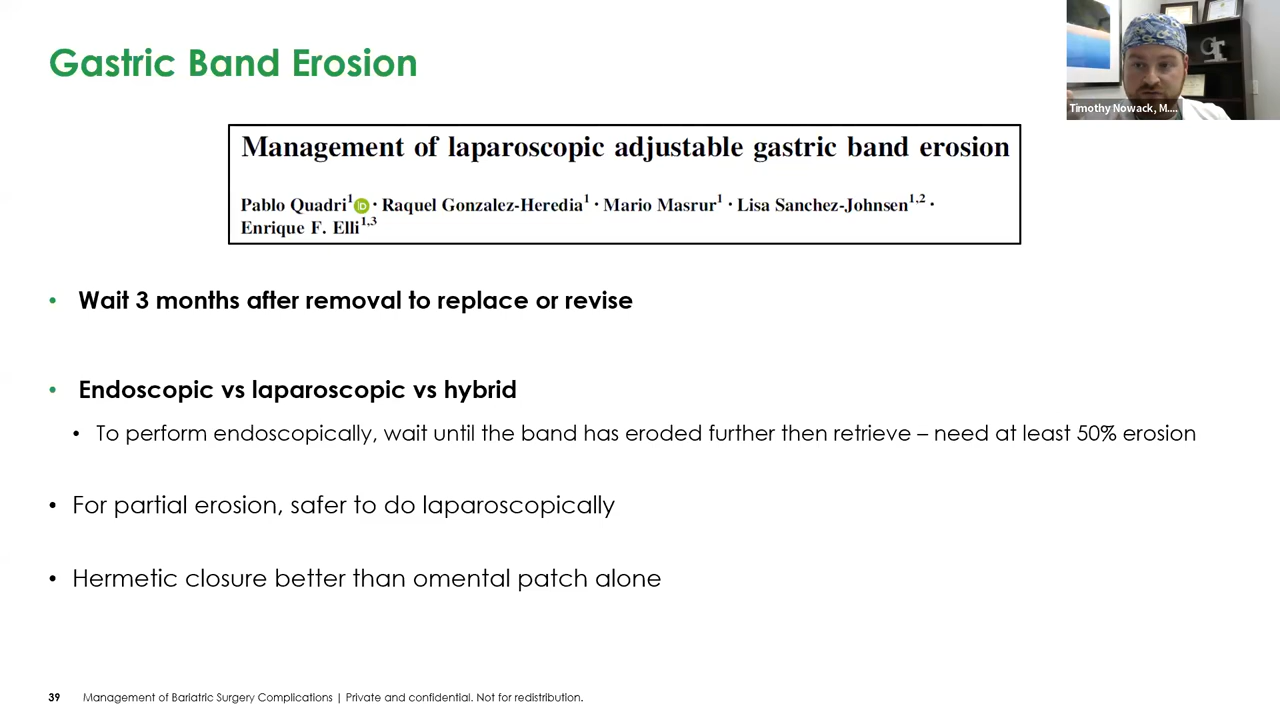 Gastric Band Erosion
Timothy Nowack, M....
Management of laparoscopic adjustable gastric band erosion
Pablo Quadri1 iD · Raquel Gonzalez-Heredia1 · Mario Masrur1 · Lisa Sanchez-Johnsen1,2 ·
Enrique F. Elli1,3
• Wait 3 months after removal to replace or revise
• Endoscopic vs laparoscopic vs hybrid
• To perform endoscopically, wait until the band has eroded further then retrieve – need at least 50% erosion
• For partial erosion, safer to do laparoscopically
• Hermetic closure better than omental patch alone
39 Management of Bariatric Surgery Complications | Private and confidential. Not for redistribution.